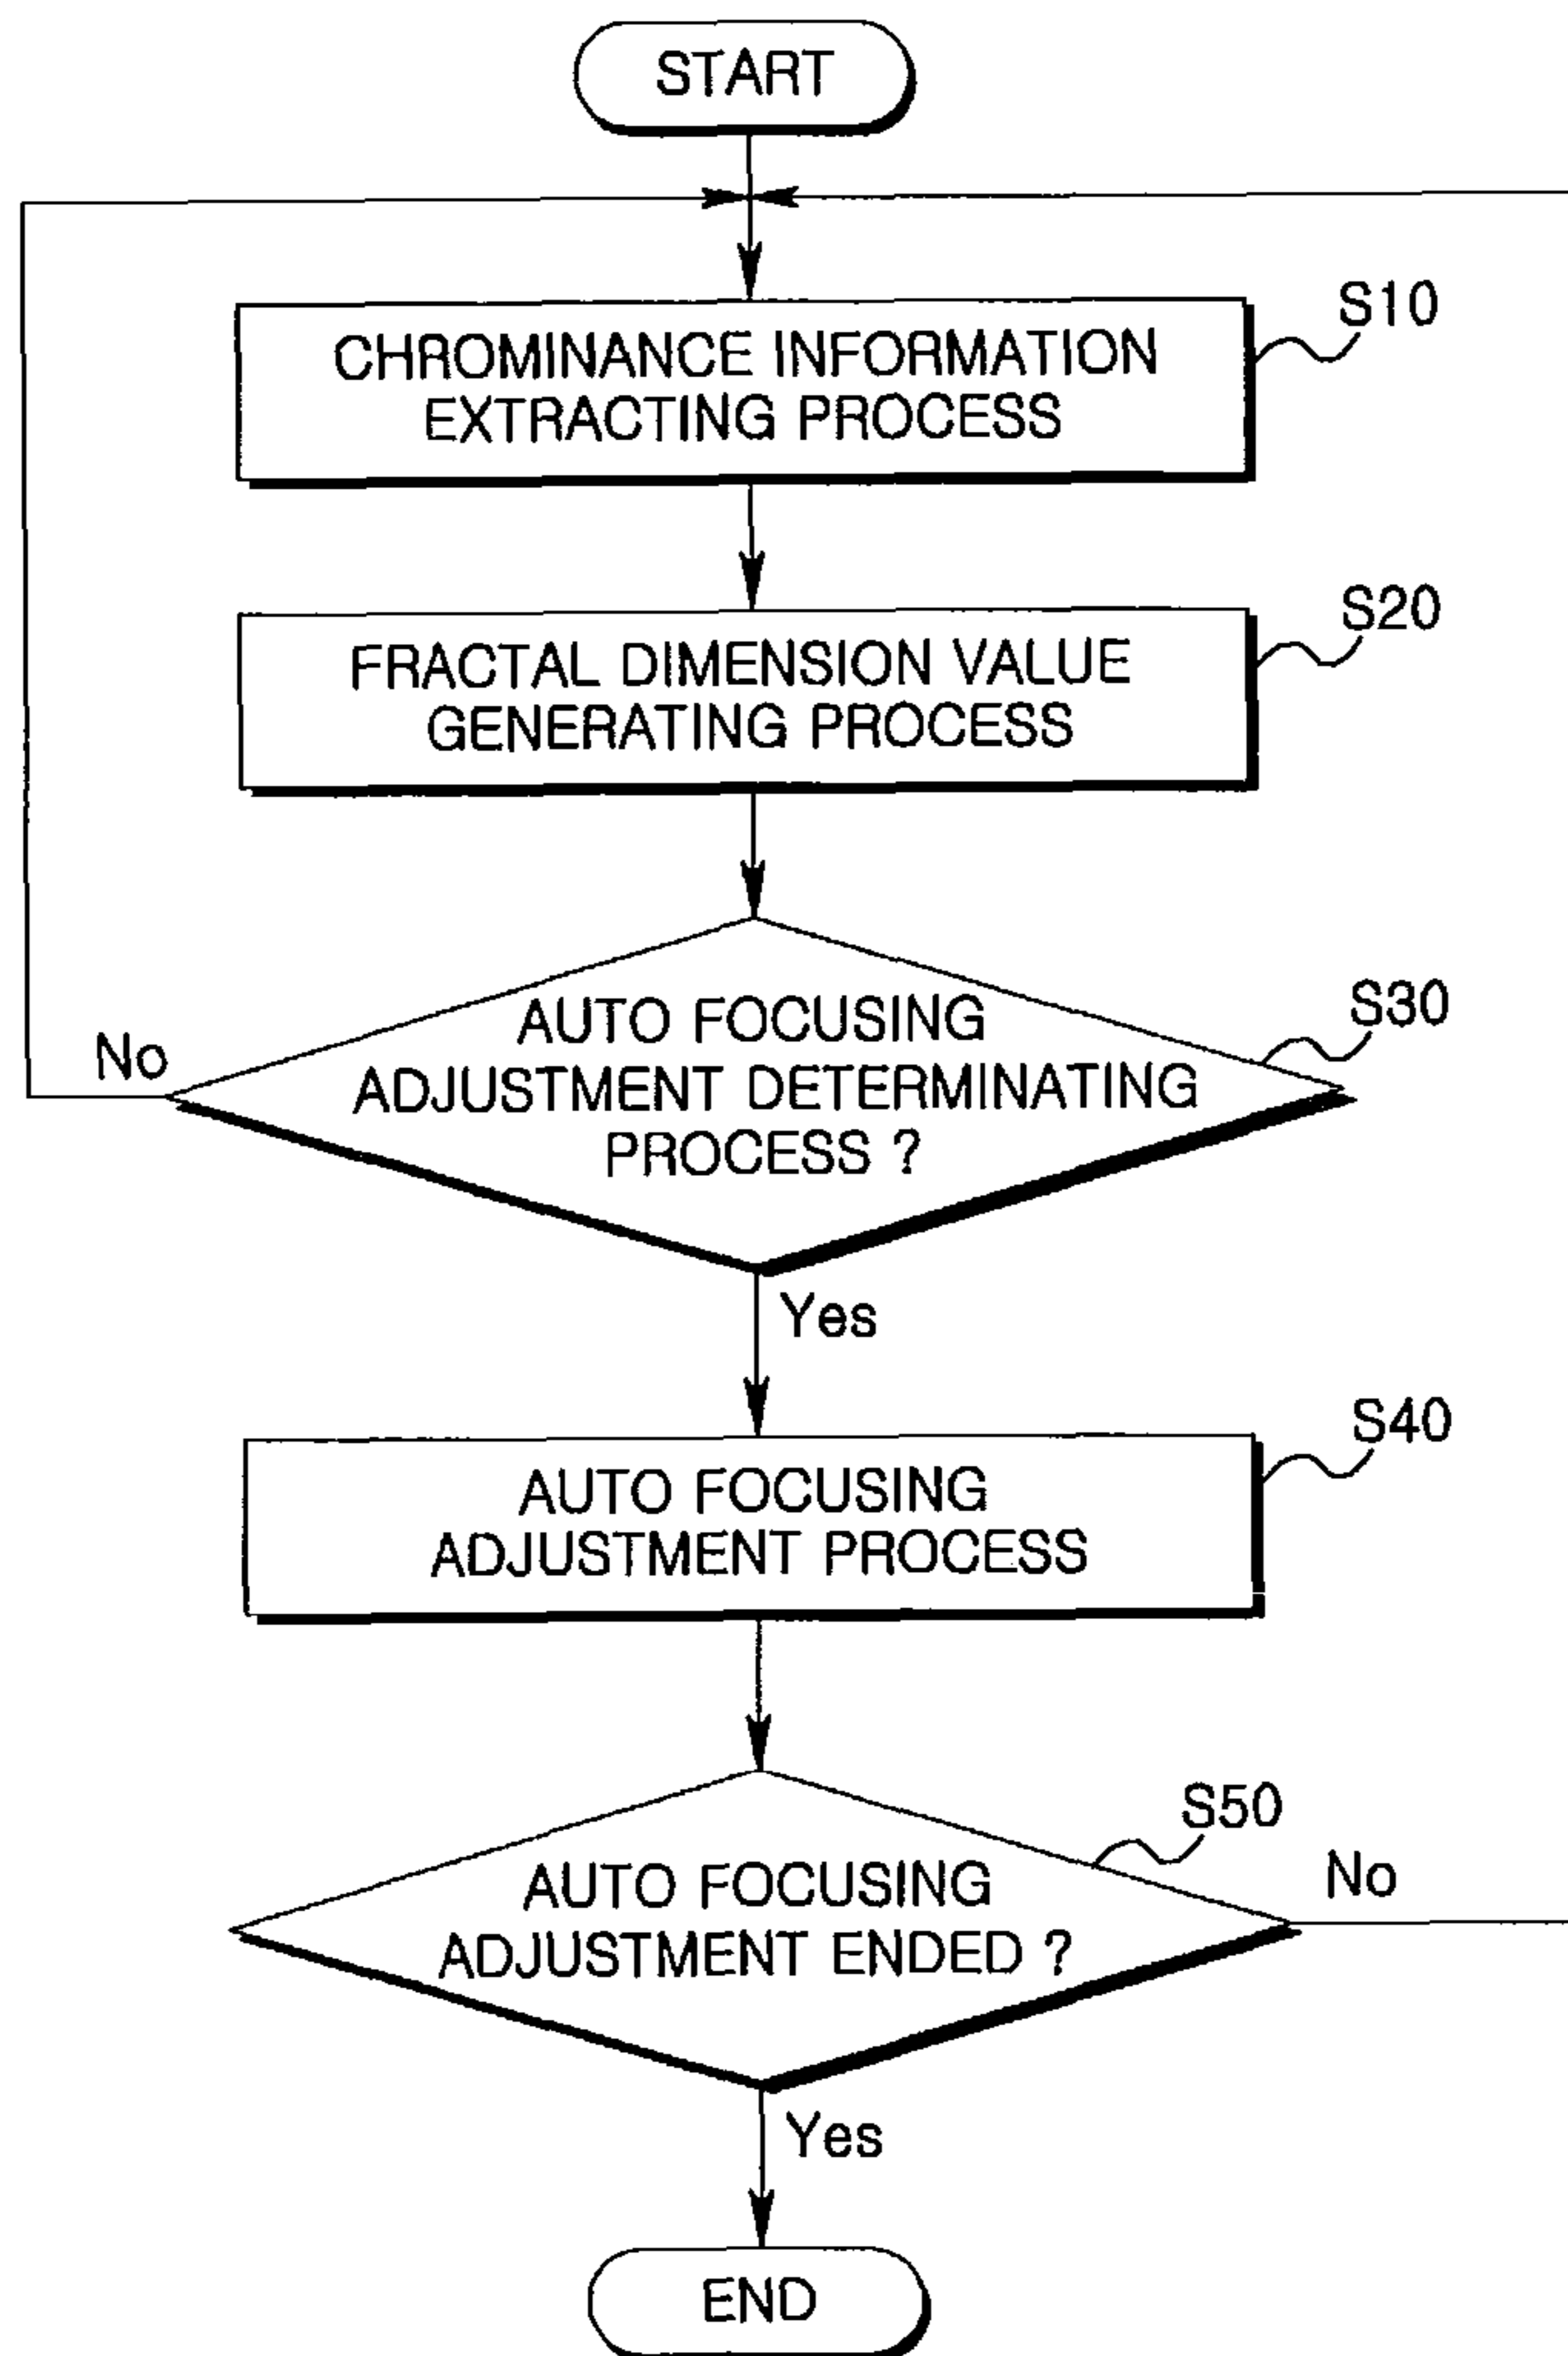 START
S10
CHROMINANCE INFORMATION
EXTRACTING PROCESS
S20
FRACTAL DIMENSION VALUE
GENERATING PROCESS
S30
AUTO FOCUSING
No
ADJUSTMENT DETERMINATING
PROCESS ?
Yes
S40
AUTO FOCUSING
ADJUSTMENT PROCESS
S50
No
AUTO FOCUSING
ADJUSTMENT ENDED ?
Yes
END